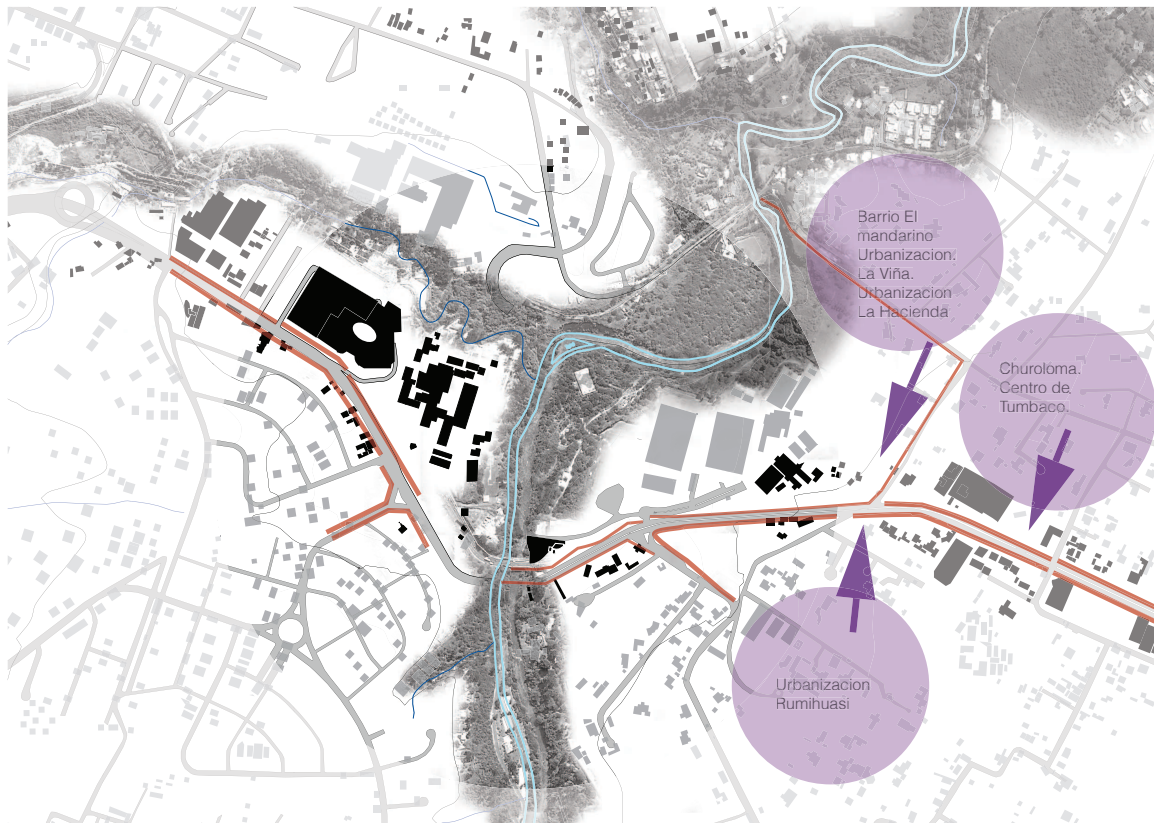 Barrio El
mandarino
Urbanizacion.
La Viña.
Urbanizacion
La Hacienda
Churoloma.
Centro de
Tumbaco.
Urbanizacion
Rumihuasi